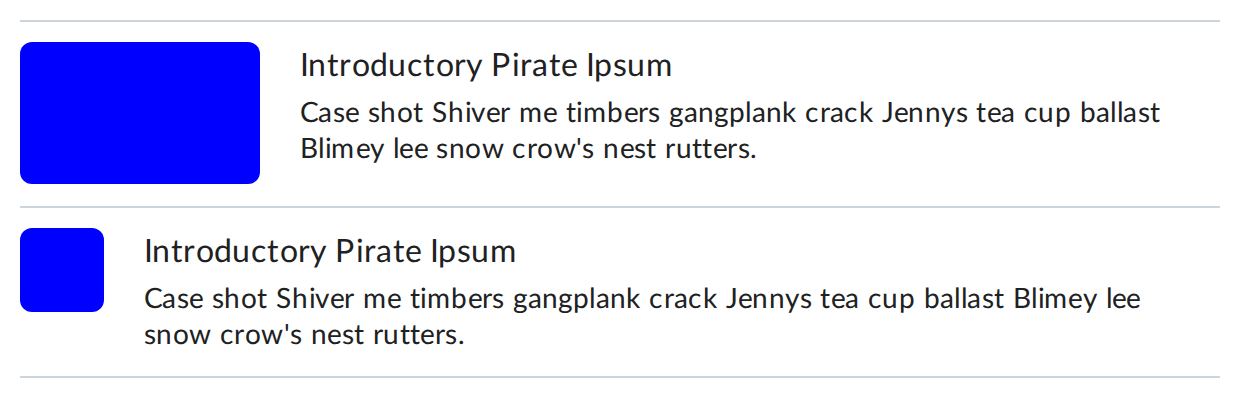 Introductory Pirate Ipsum
Case shot Shiver me timbers gangplank crack Jennys tea cup ballast
Blimey lee snow crow's nest rutters.
Introductory Pirate Ipsum
Case shot Shiver me timbers gangplank crack Jennys tea cup ballast Blimey lee
snow crow's nest rutters.